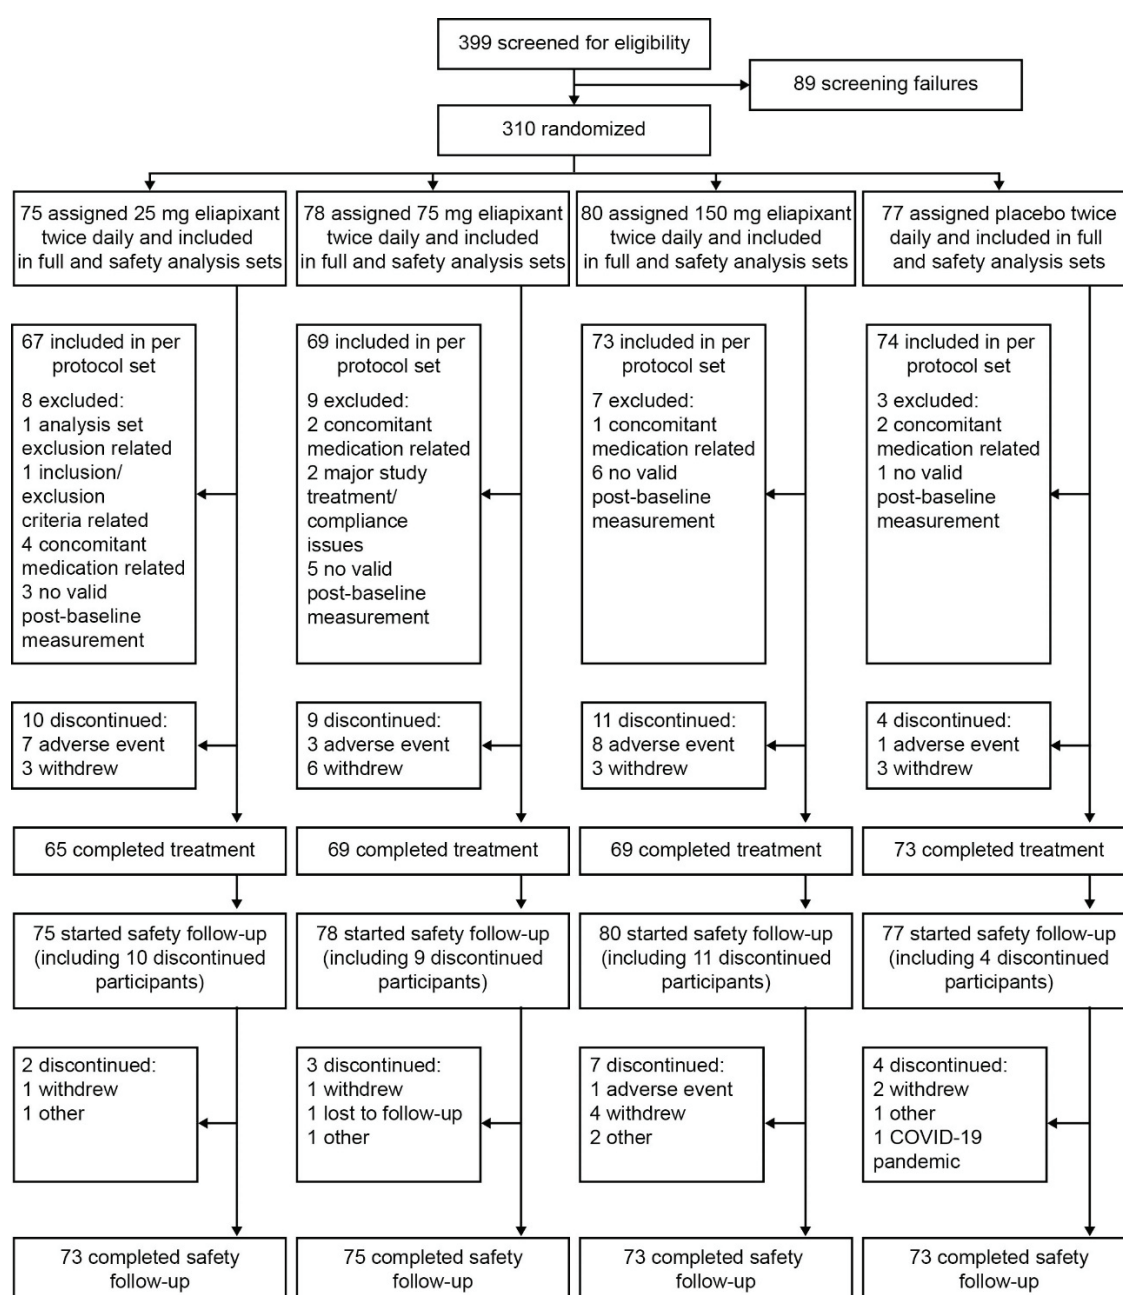 399 screened for eligibility
89 screening failures
310 randomized
75 assigned 25 mg eliapixant
twice daily and included
in full and safety analysis sets
78 assigned 75 mg eliapixant
twice daily and included
in full and safety analysis sets
80 assigned 150 mg eliapixant
twice daily and included
in full and safety analysis sets
77 assigned placebo twice
daily and included in full
and safety analysis sets
67 included in per
protocol set
8 excluded:
1 analysis set
exclusion related
1 inclusion/
exclusion
criteria related
4 concomitant
medication related
3 no valid
post-baseline
measurement
69 included in per
protocol set
9 excluded:
2 concomitant
medication related
2 major study
treatment/
compliance
issues
5 no valid
post-baseline
measurement
73 included in per
protocol set
7 excluded:
1 concomitant
medication related
6 no valid
post-baseline
measurement
74 included in per
protocol set
3 excluded:
2 concomitant
medication related
1 no valid
post-baseline
measurement
10 discontinued:
7 adverse event
3 withdrew
9 discontinued:
3 adverse event
6 withdrew
11 discontinued:
8 adverse event
3 withdrew
4 discontinued:
1 adverse event
3 withdrew
65 completed treatment
69 completed treatment
69 completed treatment
73 completed treatment
75 started safety follow-up
(including 10 discontinued
participants)
78 started safety follow-up
(including 9 discontinued
participants)
80 started safety follow-up
(including 11 discontinued
participants)
77 started safety follow-up
(including 4 discontinued
participants)
2 discontinued:
1 withdrew
1 other
3 discontinued:
1 withdrew
1 lost to follow-up
1 other
7 discontinued:
1 adverse event
4 withdrew
2 other
4 discontinued:
2 withdrew
1 other
1 COVID-19
pandemic
73 completed safety
follow-up
75 completed safety
follow-up
73 completed safety
follow-up
73 completed safety
follow-up